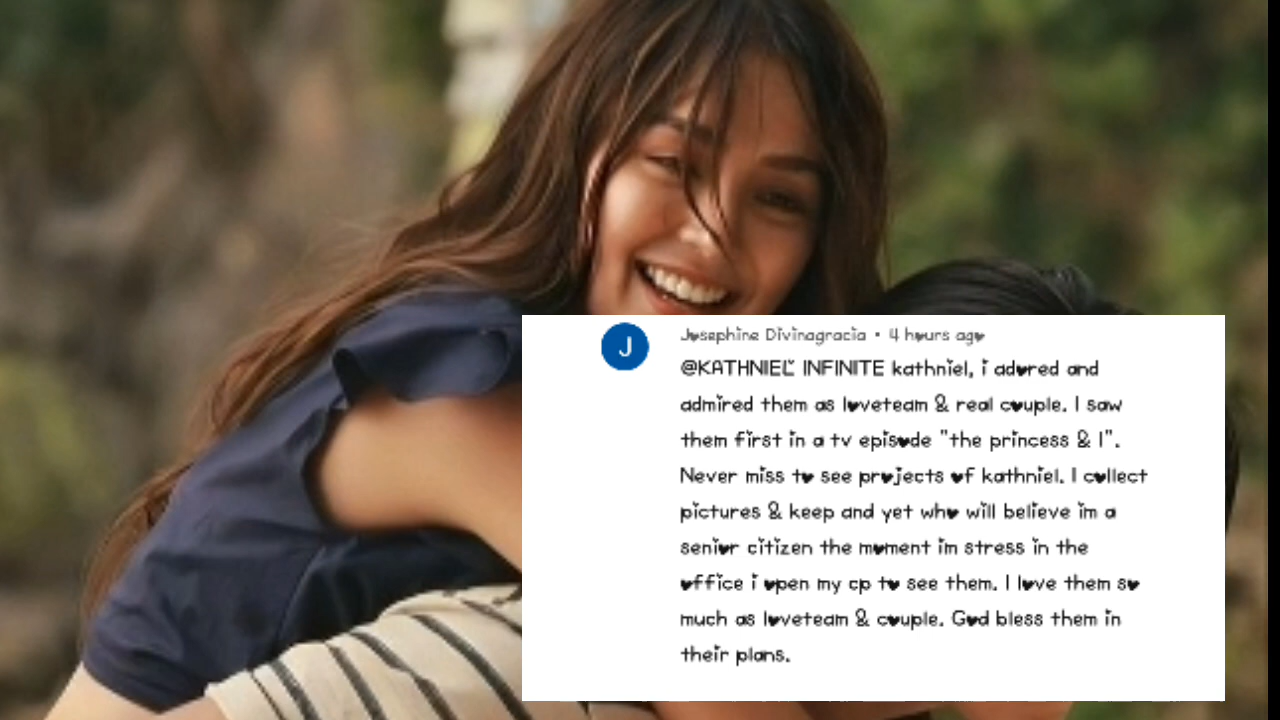 J
Josephine Divinagracia • 4 hours ago
@KATHNIEL INFINITE kathniel, i adored and
admired them as loveteam & real couple. I saw
them first in a tv episode "the princess & I".
Never miss to see projects of kathniel. I collect
pictures & keep and yet who will believe im a
senior citizen the moment im stress in the
office i open my cp to see them. I love them so
much as loveteam & couple. God bless them in
their plans.